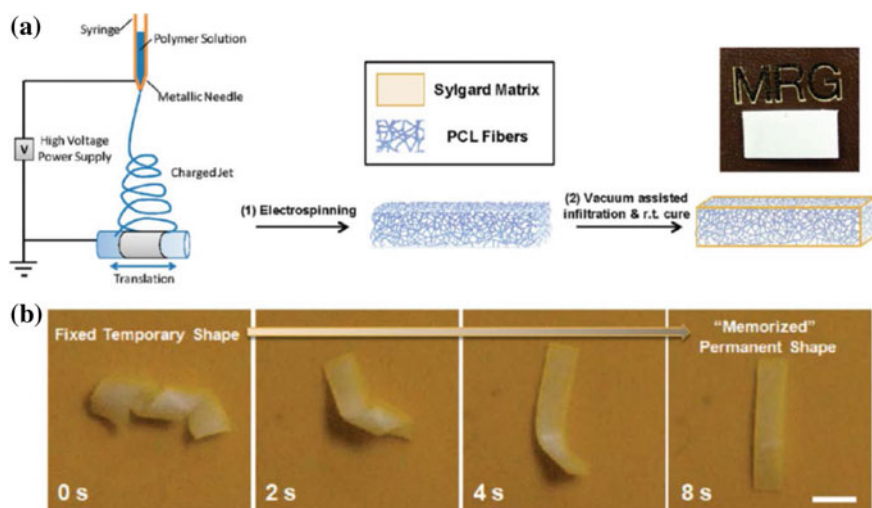 (a)
Syringe
Polymer Solution
Metallic Needle
High Voltage
Power Supply
V
Charged Jet
Translation
(1) Electrospinning
Sylgard Matrix
PCL Fibers
MRG
(2) Vacuum assisted
infiltration & r.t. cure
(b)
Fixed Temporary Shape
"Memorized"
Permanent Shape
0 s
2 s
4 s
8 s